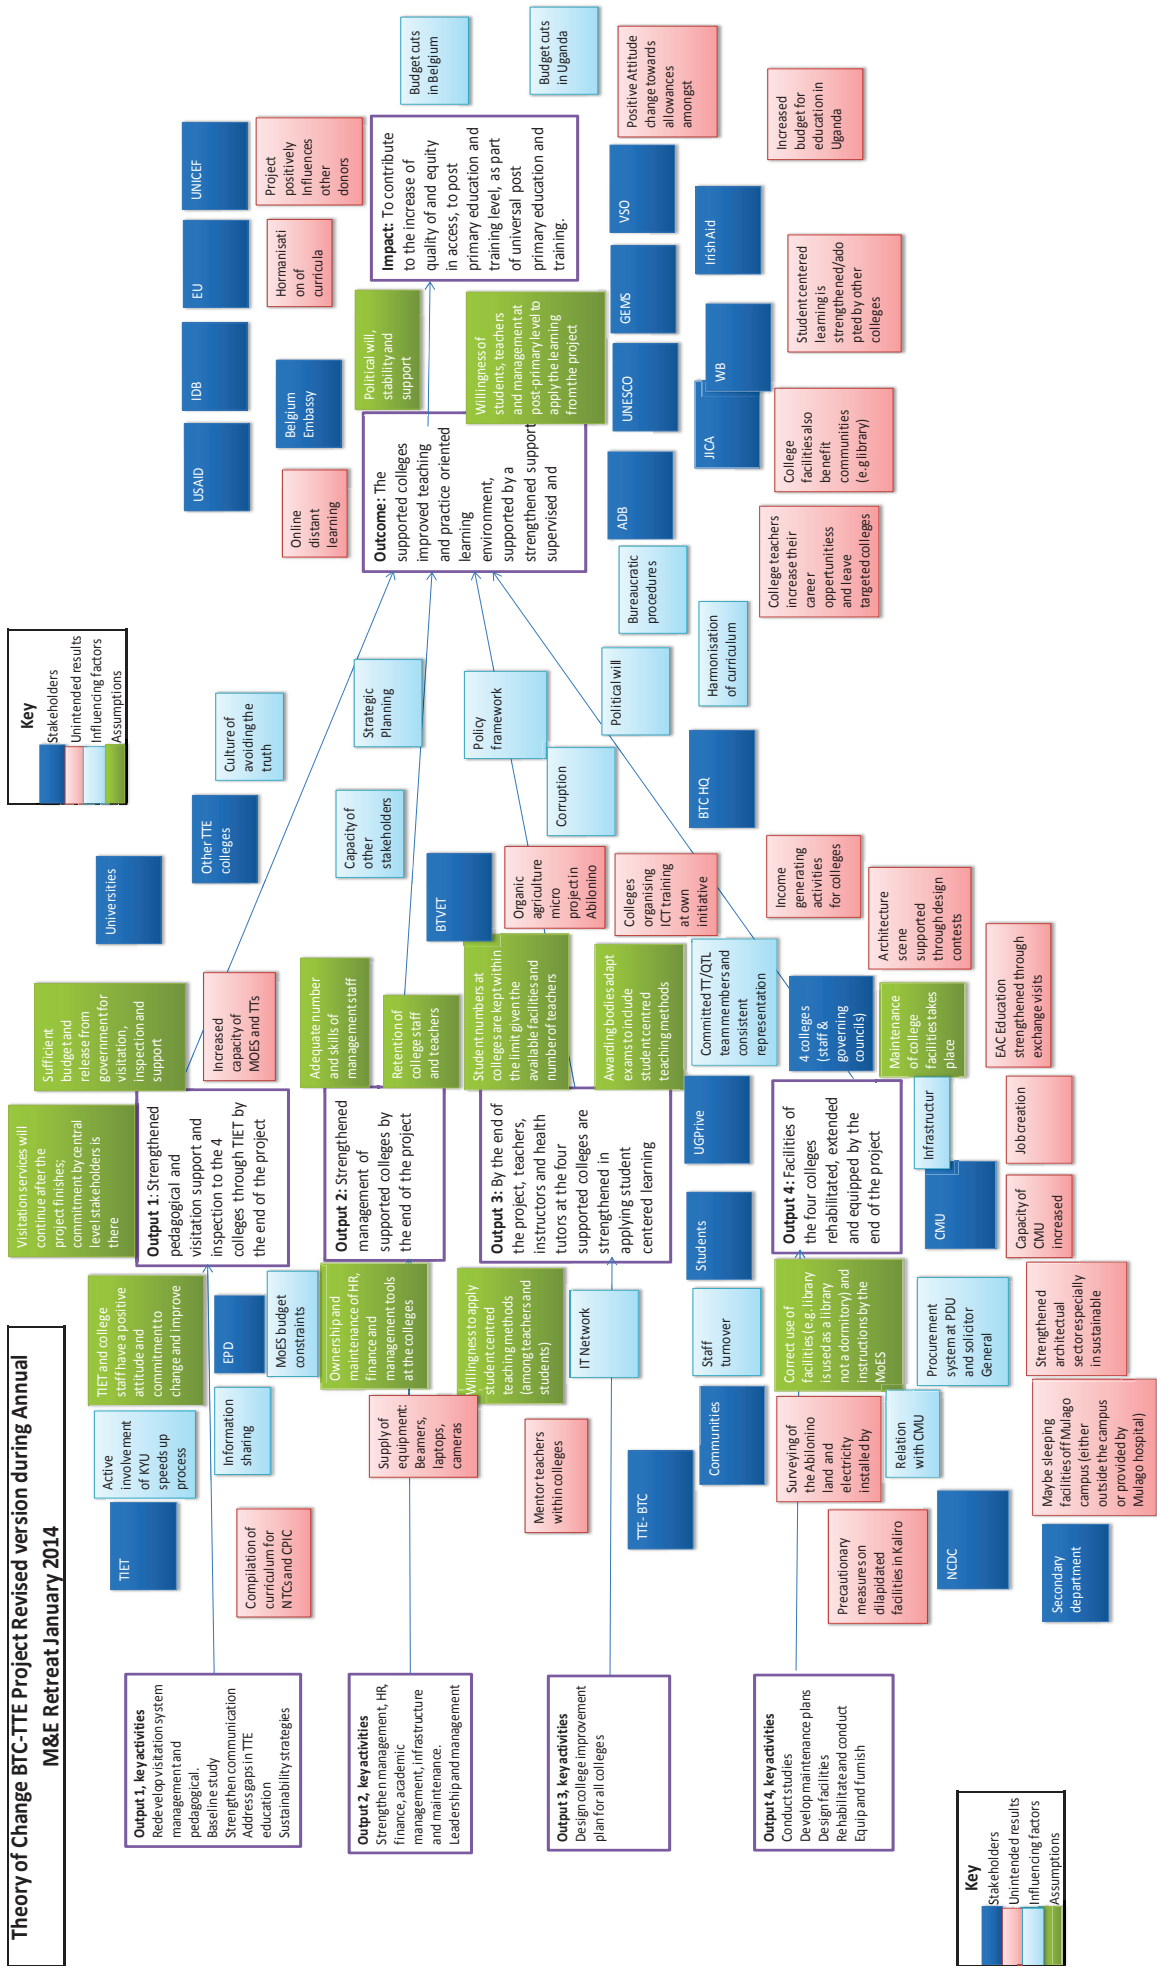 Theory of Change BTC-TTE Project Revised version during Annual
M&E Retreat January 2014
Key
Stakeholders
Unintended results
Influencing factors
Assumptions
Output 1, key activities
Redevelop visitation system
management and
pedagogical.
Baseline study
Strengthen communication
Address gaps in TTE
education
Sustainability strategies
Output 2, key activities
Strengthen management, HR,
finance, academic
management, infrastructure
and maintenance.
Leadership and management
Output 3, key activities
Design college improvement
plan for all colleges
Output 4, key activities
Conduct studies
Develop maintenance plans
Design facilities
Rehabilitate and conduct
Equip and furnish
Key
Stakeholders
Unintended results
Influencing factors
Assumptions
TIET
Active
involvement
of KYU
speeds up
process
TIET and college
staff have a positive
attitude and
commitment to
change and improve
Visitation services will
continue after the
project finishes;
commitment by central
level stakeholders is
there
Sufficient
budget and
release from
government for
visitation,
inspection and
support
Compilation of
curriculum for
NTCs and CPIC
Information
sharing
EPD
MoES budget
constraints
Output 1: Strengthened
pedagogical and
visitation support and
inspection to the 4
colleges through TIET by
the end of the project
Increased
capacity of
MOES and TTs
Universities
Other TTE
colleges
Culture of
avoiding the
truth
Ownership and
maintenance of HR,
finance and
management tools
at the colleges
Supply of
equipment:
Beamers,
laptops,
cameras
Output 2: Strengthened
management of
supported colleges by
the end of the project
Adequate number
and skills of
management staff
Retention of
college staff
and teachers
Capacity of
other
stakeholders
Strategic
Planning
BTVET
Willingness to apply
student centred
teaching methods
(among teachers and
students)
Mentor teachers
within colleges
IT Network
Output 3: By the end of
the project, teachers,
instructors and health
tutors at the four
supported colleges are
strengthened in
applying student
centered learning
Student numbers at
colleges are kept within
the limit given the
available facilities and
number of teachers
Awarding bodies adapt
exams to include
student centred
teaching methods
Organic
agriculture
micro
project in
Abilonino
Policy
framework
Corruption
Colleges
organising
ICT training
at own
initiative
Political will
TTE- BTC
Communities
Staff
turnover
Students
UGPrive
Committed TT/QTL
team members and
consistent
representation
BTC HQ
Harmonisation
of curriculum
Bureaucratic
procedures
Surveying of
the Abilonino
land and
electricity
installed by
Correct use of
facilities (e.g. library
is used as a library
not a dormitory) and
instructions by the
MoES
Output 4: Facilities of
the four colleges
rehabilitated, extended
and equipped by the
end of the project
4 colleges
(staff &
governing
councils)
Maintenance
of college
facilities takes
place
Income
generating
activities
for colleges
Architecture
scene
supported
through design
contests
Precautionary
measures on
dilapidated
facilities in Kaliro
Relation
with CMU
Procurement
system at PDU
and solicitor
General
CMU
Infrastructur
EAC Education
strengthened through
exchange visits
NCDC
Secondary
department
Maybe sleeping
facilities off Mulago
campus (either
outside the campus
or provided by
Mulago hospital)
Strengthened
architectural
sector especially
in sustainable
Capacity of
CMU
increased
Job creation
USAID
IDB
EU
UNICEF
Online
distant
learning
Belgium
Embassy
Hormanisati
on of
curricula
Project
positively
Influences
other
donors
Outcome: The
supported colleges
improved teaching
and practice oriented
learning
environment,
supported by a
strengthened support
supervised and
Political will,
stability and
support
Willingness of
students, teachers
and management at
post-primary level to
apply the learning
from the project
Impact: To contribute
to the increase of
quality of and equity
in access, to post
primary education and
training level, as part
of universal post
primary education and
training.
Budget cuts
in Belgium
Budget cuts
in Uganda
ADB
UNESCO
GEMS
VSO
Positive Attitude
change towards
allowances
amongst
JICA
WB
Irish Aid
College teachers
increase their
career
oppertunitiess
and leave
targeted colleges
College
facilities also
benefit
communities
(e.g library)
Student centered
learning is
strengthened/ado
pted by other
colleges
Increased
budget for
education in
Uganda